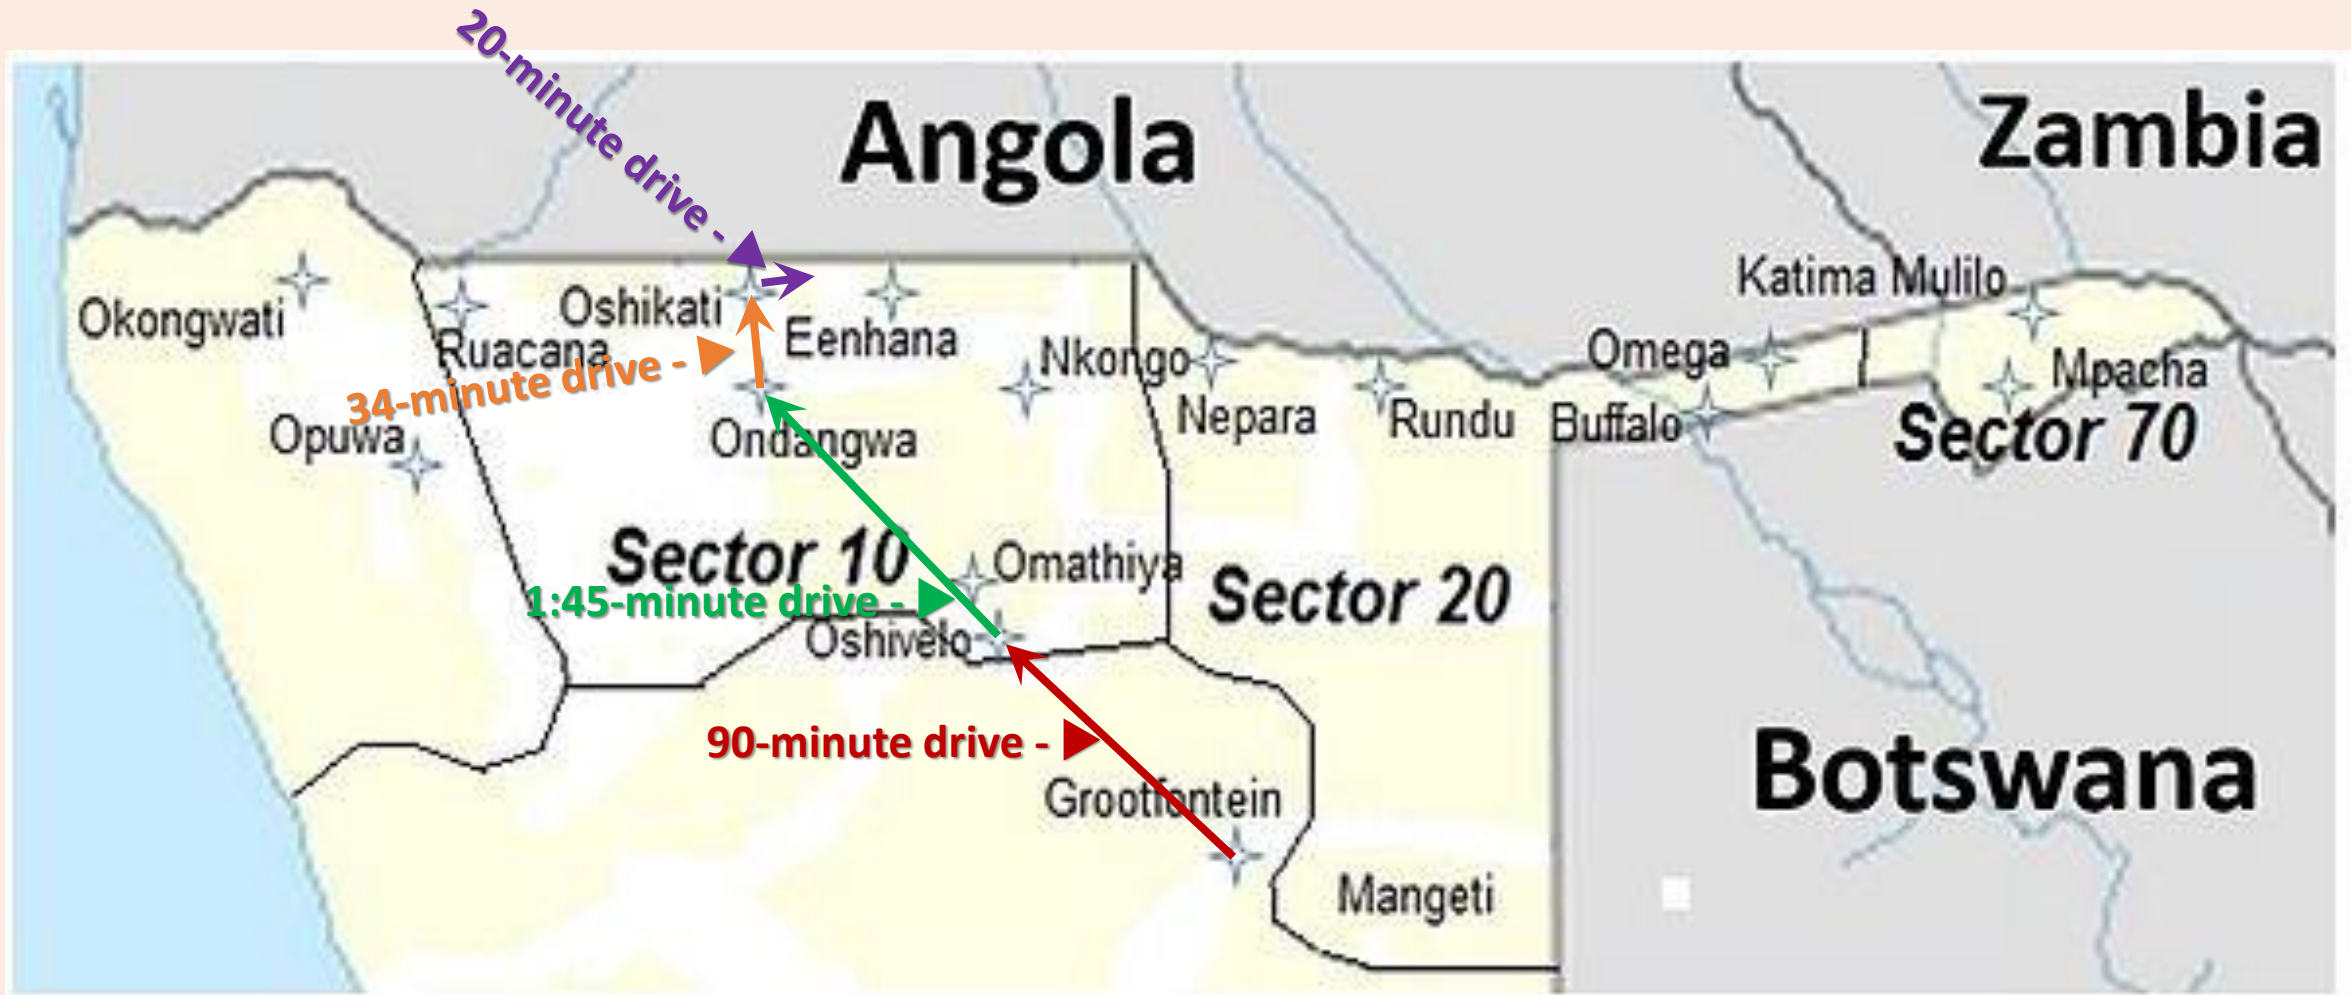 20-minute drive -
Angola
Zambia
Katima Mulilo
Okongwati
Oshikati
Ruacana
Eenhana
Nkongo
Omega
Mpacha
34-minute drive -
Opuwa
Ondangwa
Nepara
Rundu
Buffalo
Sector 70
Sector 10
Omathiya
Sector 20
1:45-minute drive -
Oshivelo
90-minute drive -
Grootfontein
Botswana
Mangeti